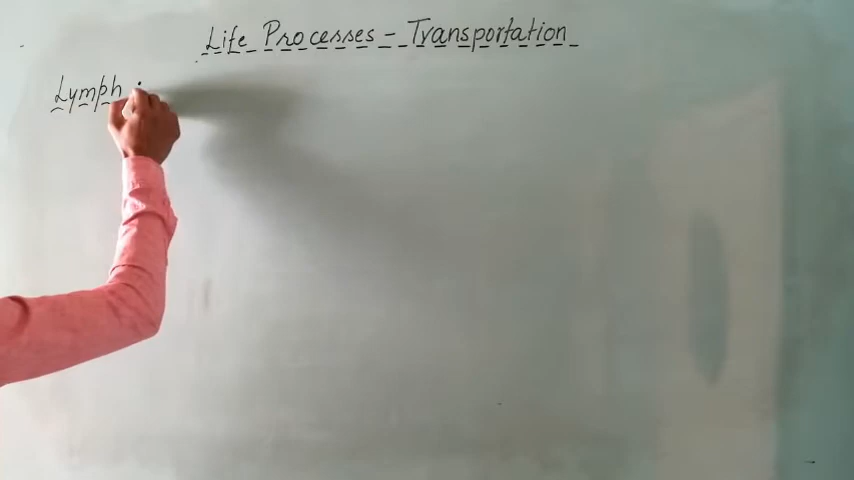 Life Processes - Transportation
Lymph :